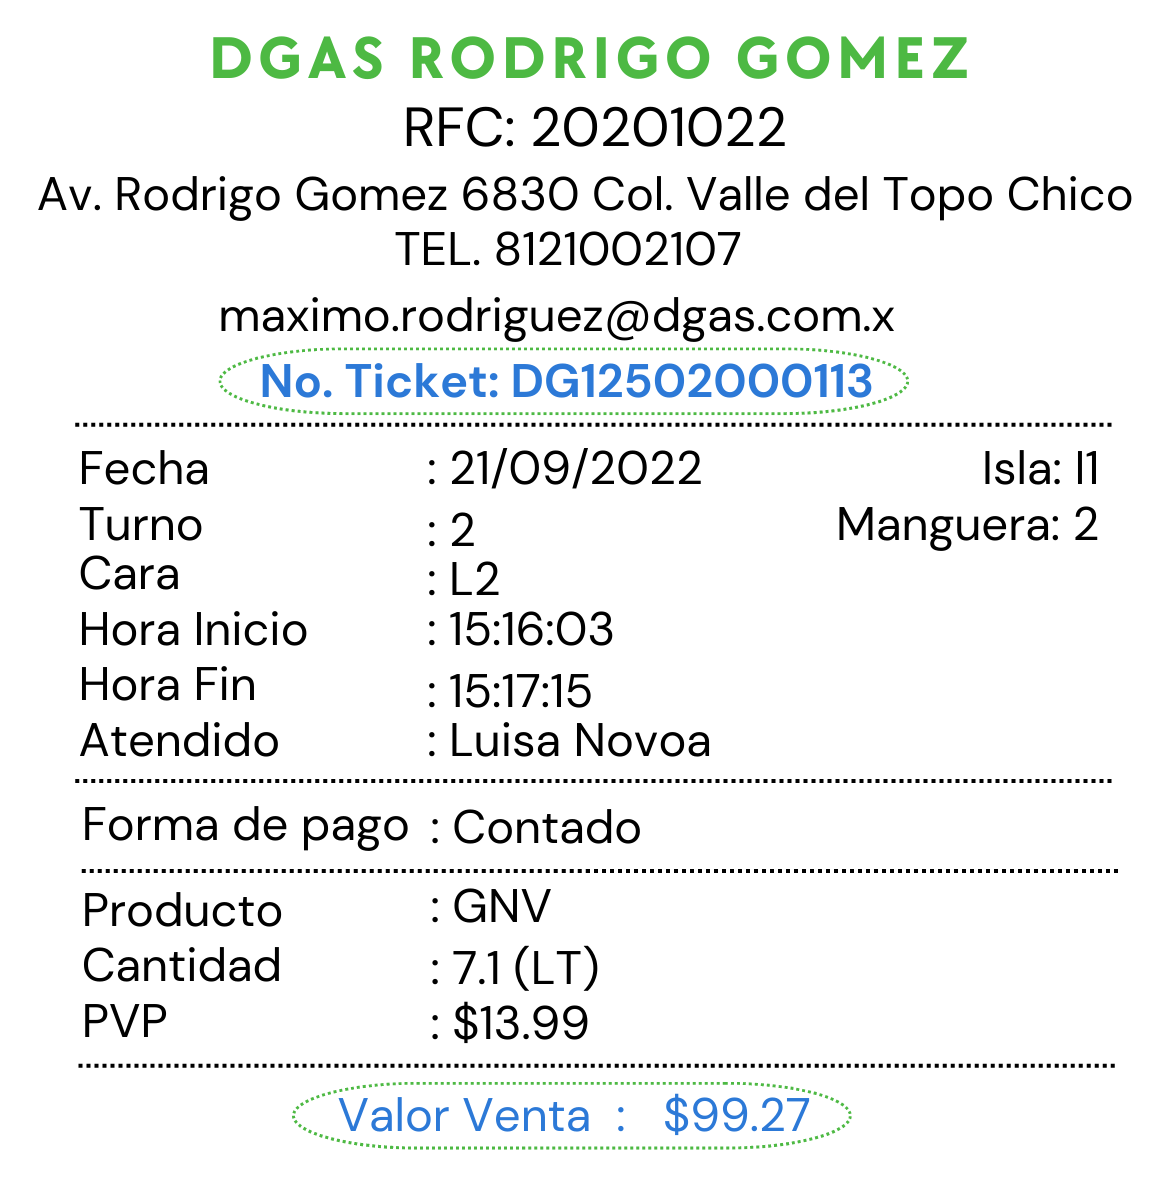 DGAS RODRIGO GOMEZ
RFC: 20201022
Av. Rodrigo Gomez 6830 Col. Valle del Topo Chico
TEL. 8121002107
maximo.rodriguez@dgas.com.x
No. Ticket: DG12502000113
Fecha : 21/09/2022 Isla: I1
Turno : 2 Manguera: 2
Cara : L2
Hora Inicio : 15:16:03
Hora Fin : 15:17:15
Atendido : Luisa Novoa
Forma de pago : Contado
Producto : GNV
Cantidad : 7.1 (LT)
PVP : $13.99
Valor Venta : $99.27